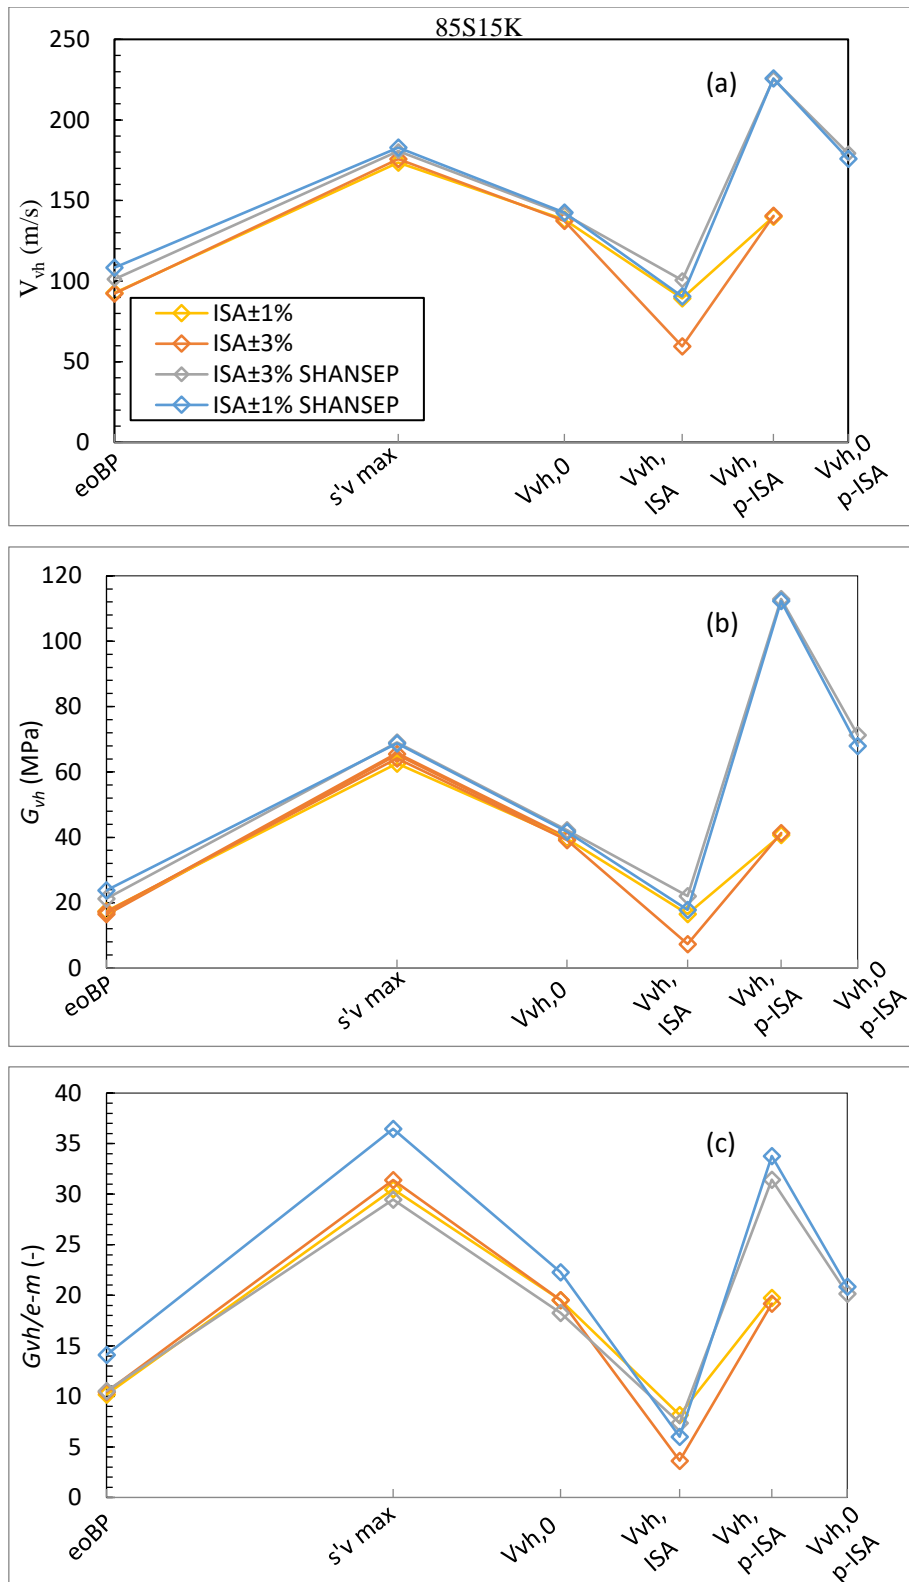 85S15K
250
(a)
200
150
V_vh (m/s)
100
ISA±1%
ISA±3%
50
ISA±3% SHANSEP
ISA±1% SHANSEP
0
eoBP
s'v max
Vvh,0
Vvh,
ISA
Vvh,
p-ISA
Vvh,0
p-ISA
120
(b)
100
80
G_vh (MPa)
60
40
20
0
eoBP
s'v max
Vvh,0
Vvh,
ISA
Vvh,
p-ISA
Vvh,0
p-ISA
40
(c)
35
30
25
Gvh/e-m (-)
20
15
10
5
0
eoBP
s'v max
Vvh,0
Vvh,
ISA
Vvh,
p-ISA
Vvh,0
p-ISA